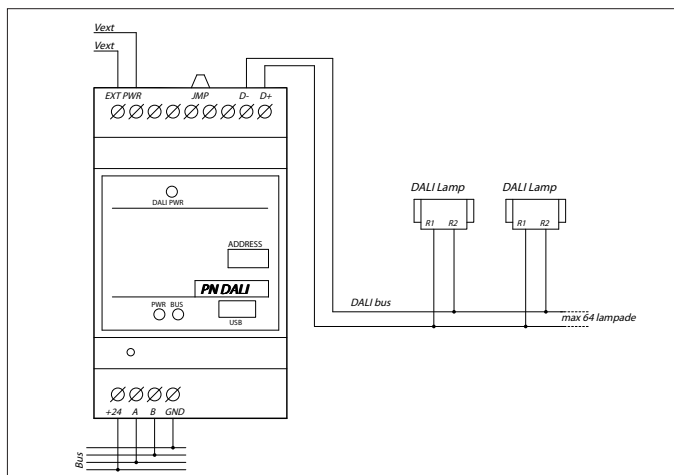 Vext
Vext
EXT PWR JMP D- D+
DALI PWR
ADDRESS
PN DALI
PWR BUS
USB
+24 A B GND
Bus
DALI Lamp DALI Lamp
R1 R2 R1 R2
DALI bus
max 64 lampade